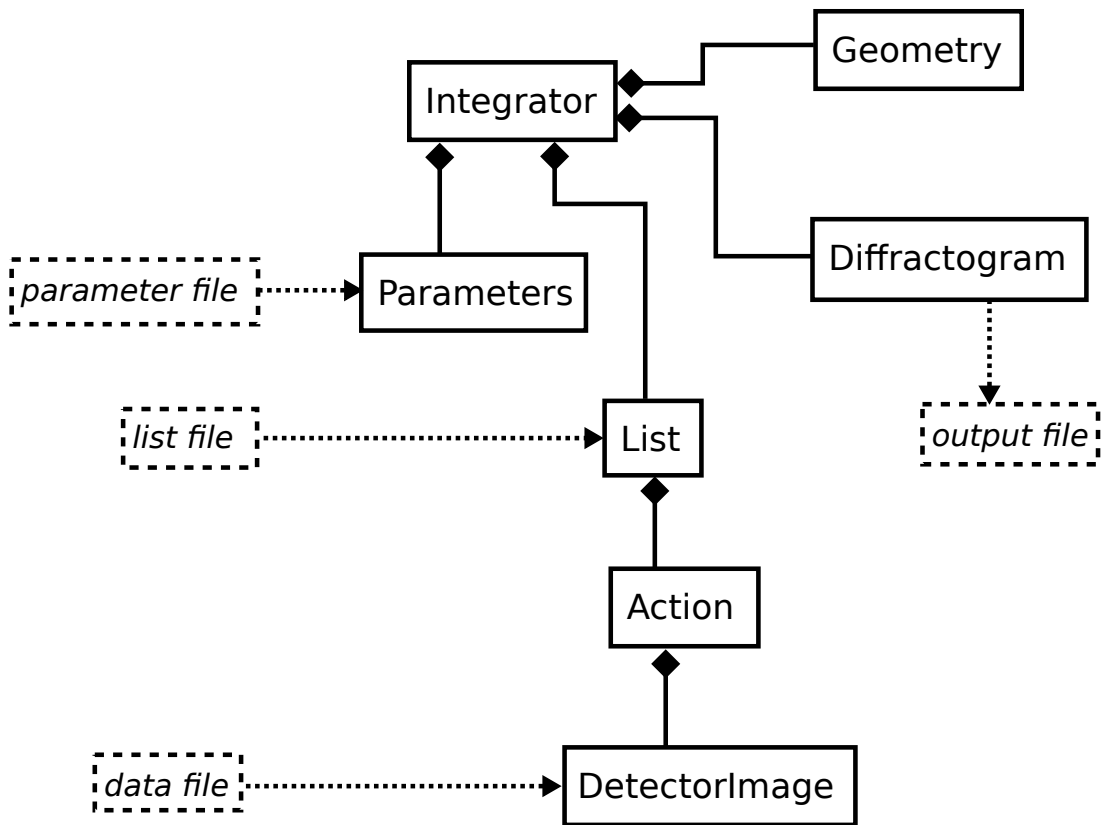 Geometry
Integrator
Diffractogram
parameter file
Parameters
list file
List
output file
Action
data file
DetectorImage